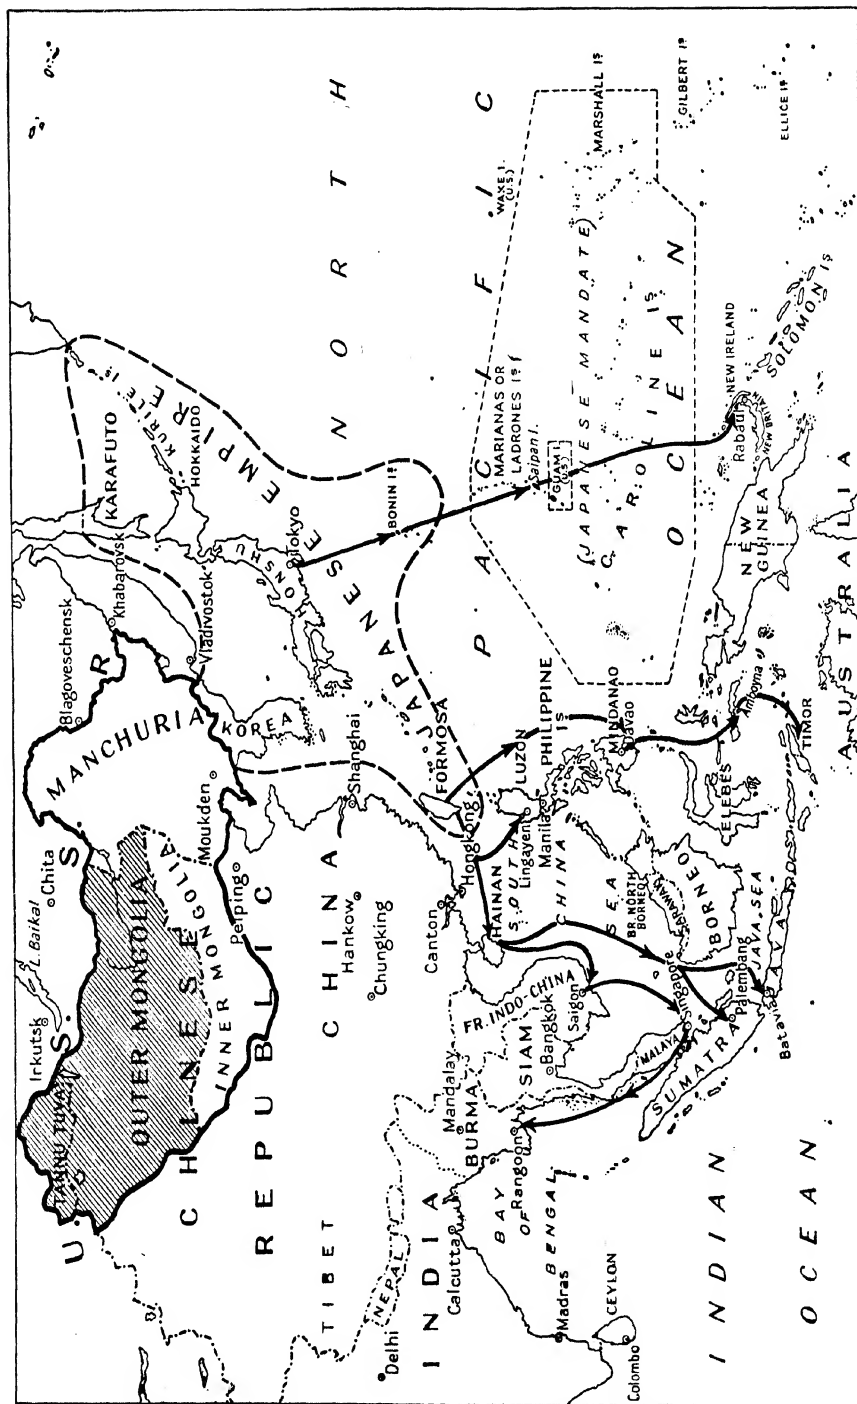 U. S. S. R.
TANNU TUVA
Irkutsk
L. Baikal
Chita
Blagoveschensk
Khabarovsk
KARAFUTO
KURILE IS
OUTER MONGOLIA
MANCHURIA
Vladivostok
HOKKAIDO
CHINESE
INNER MONGOLIA
Moukden
KOREA
HONSHU
Tokyo
JAPANESE EMPIRE
REPUBLIC
Peiping
NORTH
TIBET
CHINA
Hankow
Chungking
Shanghai
BONIN IS
NEPAL
Delhi
INDIA
Calcutta
Mandalay
BURMA
Canton
Hongkong
FORMOSA
PACIFIC
MARIANAS OR
LADRONES IS
Saipan I.
WAKE I.
(U.S.)
GUAM I.
(U.S.)
BAY
OF
BENGAL
Rangoon
SIAM
Bangkok
FR. INDO-CHINA
Saigon
HAINAN
SOUTH
CHINA
SEA
LUZON
Lingayen
Manila
PHILIPPINE
IS
MINDANAO
Davao
(JAPANESE MANDATE)
CAROLINE IS
MARSHALL IS
GILBERT IS
ELLICE IS
OCEAN
Madras
CEYLON
Colombo
MALAYA
Singapore
SUMATRA
Palembang
BR. NORTH
BORNEO
SARAWAK
BORNEO
CELEBES
JAVA SEA
JAVA
Batavia
Amboyna
TIMOR
NEW
GUINEA
NEW IRELAND
Rabaul
NEW BRITAIN
SOLOMON IS
INDIAN
OCEAN
AUSTRALIA